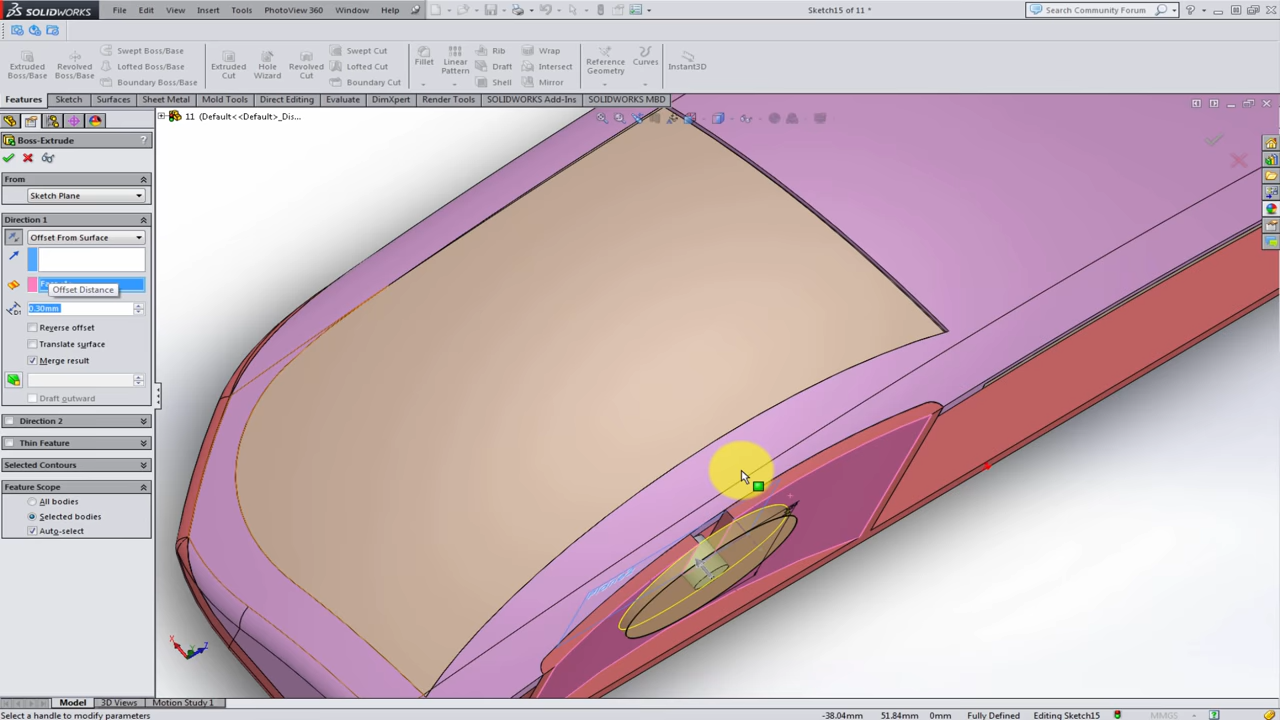 SOLIDWORKS
File Edit View Insert Tools PhotoView 360 Window Help
Sketch15 of 11 *
Search Community Forum
Extruded Boss/Base
Revolved Boss/Base
Swept Boss/Base
Lofted Boss/Base
Boundary Boss/Base
Extruded Cut
Hole Wizard
Revolved Cut
Swept Cut
Lofted Cut
Boundary Cut
Fillet
Linear Pattern
Rib
Draft
Shell
Wrap
Intersect
Mirror
Reference Geometry
Curves
Instant3D
Features Sketch Surfaces Sheet Metal Mold Tools Direct Editing Evaluate DimXpert Render Tools SOLIDWORKS Add-Ins SOLIDWORKS MBD
11 (Default<<Default>_Dis...
Boss-Extrude
From
Sketch Plane
Direction 1
Offset From Surface
Offset Distance
0.30mm
Reverse offset
Translate surface
Merge result
Draft outward
Direction 2
Thin Feature
Selected Contours
Feature Scope
All bodies
Selected bodies
Auto-select
X
Z
Model 3D Views Motion Study 1
Select a handle to modify parameters
-38.04mm 51.84mm 0mm Fully Defined Editing Sketch15 MMGS